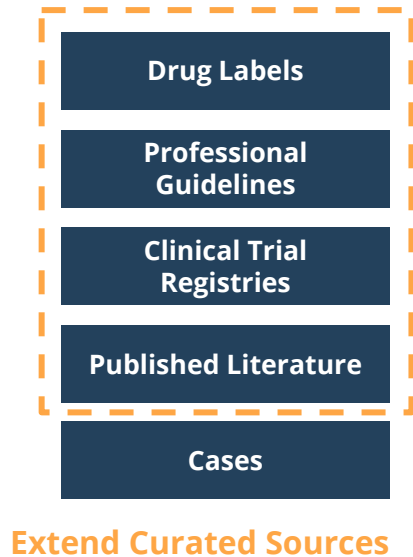 Drug Labels
Professional
Guidelines
Clinical Trial
Registries
Published Literature
Cases
Extend Curated Sources